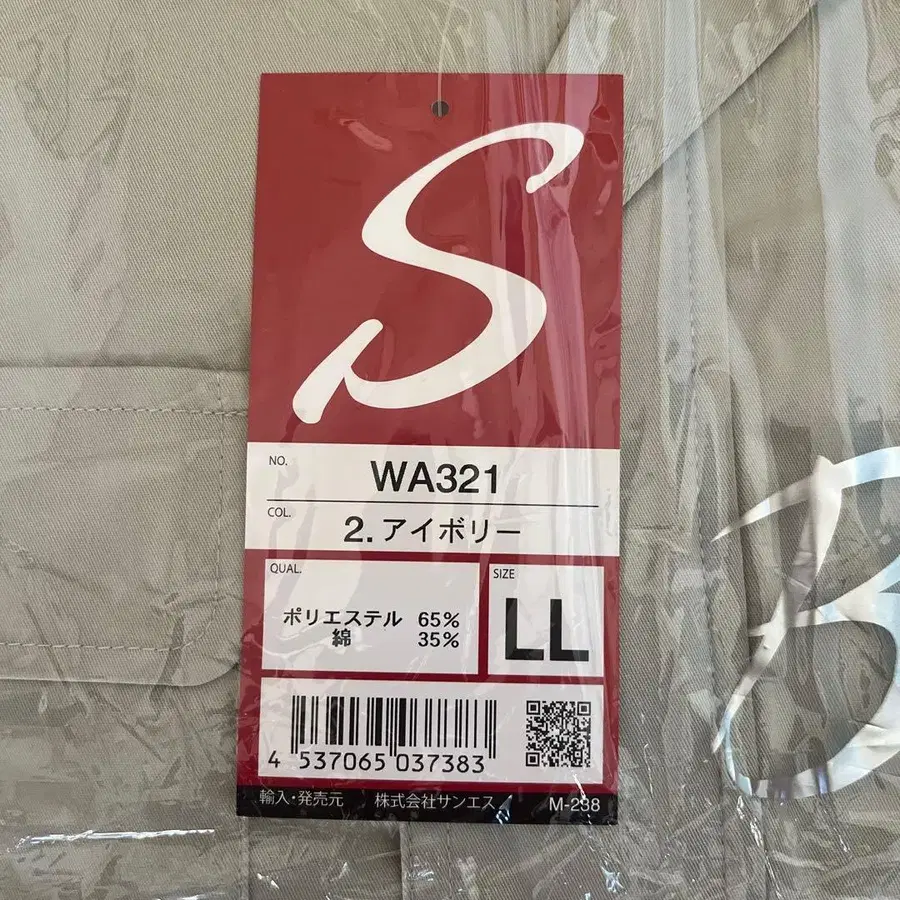 S
NO.
WA321
COL.
2.アイボリー
QUAL.
ポリエステル 65%
綿 35%
SIZE
LL
4 537065 037383
輸入・発売元 株式会社サンエス
M-238
B